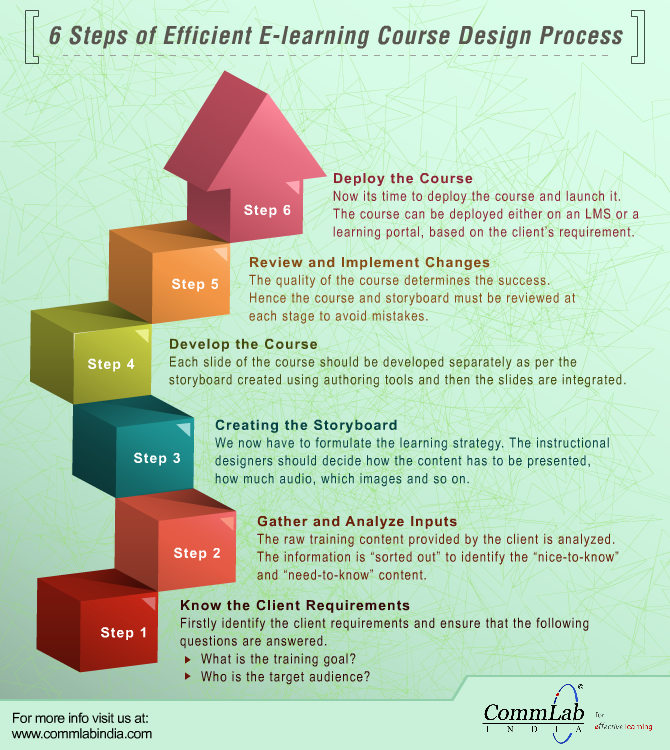 6 Steps of Efficient E-learning Course Design Process
Step 6
Deploy the Course
Now its time to deploy the course and launch it.
The course can be deployed either on an LMS or a
learning portal, based on the client's requirement.
Step 5
Review and Implement Changes
The quality of the course determines the success.
Hence the course and storyboard must be reviewed at
each stage to avoid mistakes.
Step 4
Develop the Course
Each slide of the course should be developed separately as per the
storyboard created using authoring tools and then the slides are integrated.
Step 3
Creating the Storyboard
We now have to formulate the learning strategy. The instructional
designers should decide how the content has to be presented,
how much audio, which images and so on.
Step 2
Gather and Analyze Inputs
The raw training content provided by the client is analyzed.
The information is “sorted out” to identify the “nice-to-know”
and “need-to-know” content.
Step 1
Know the Client Requirements
Firstly identify the client requirements and ensure that the following
questions are answered.
What is the training goal?
Who is the target audience?
For more info visit us at:
www.commlabindia.com
CommLab®
INDIA
for
effective learning